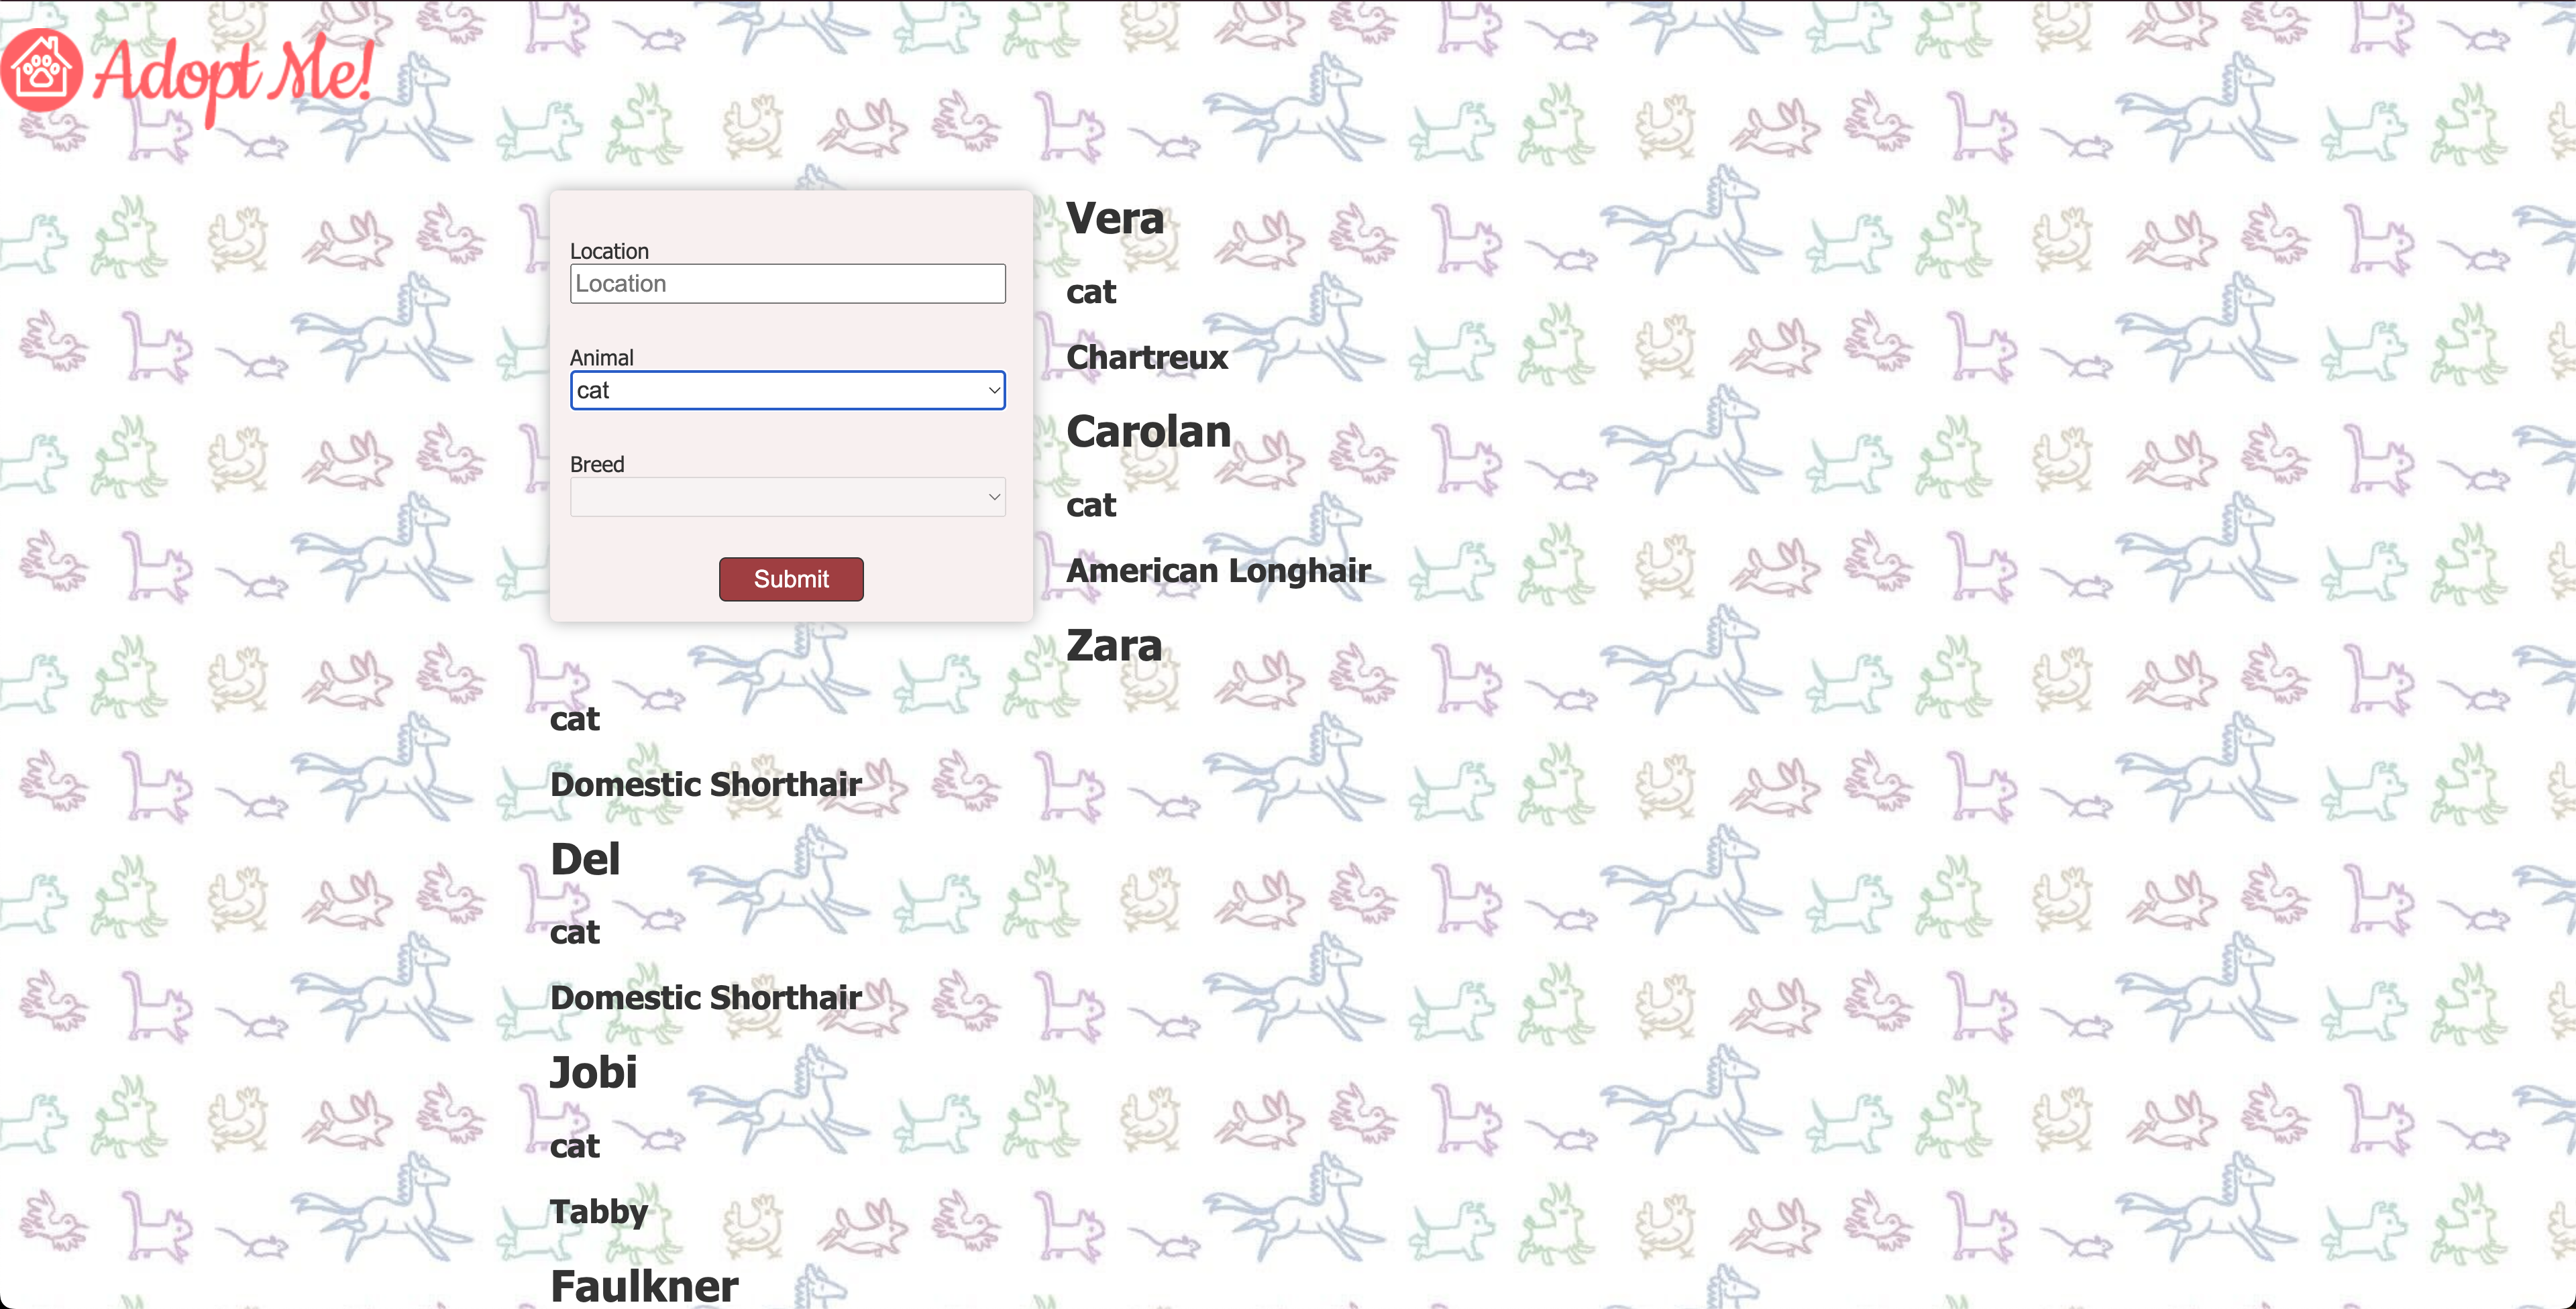 Adopt Me!
Location
Location
Animal
cat
Breed
Submit
Vera
cat
Chartreux
Carolan
cat
American Longhair
Zara
cat
Domestic Shorthair
Del
cat
Domestic Shorthair
Jobi
cat
Tabby
Faulkner